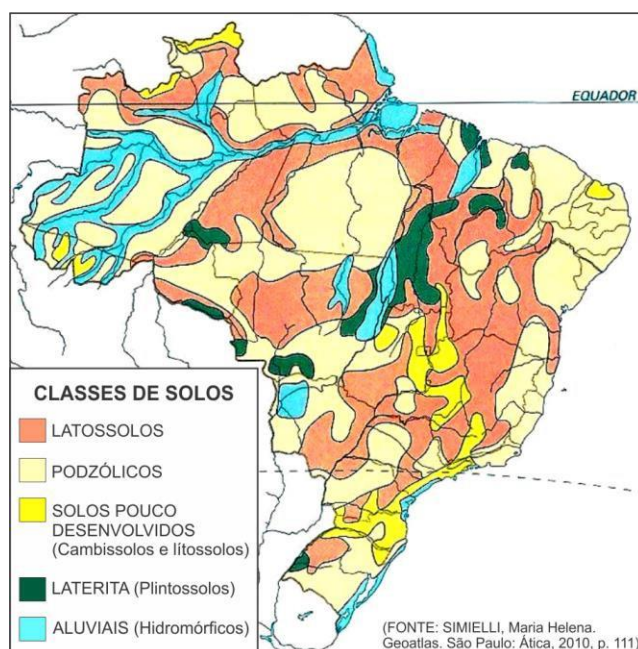 EQUADOR
CLASSES DE SOLOS
LATOSSOLOS
PODZÓLICOS
SOLOS POUCO
DESENVOLVIDOS
(Cambissolos e lítossolos)
LATERITA (Plintossolos)
ALUVIAIS (Hidromórficos)
(FONTE: SIMIELLI, Maria Helena.
Geoatlas. São Paulo: Ática, 2010, p. 111)